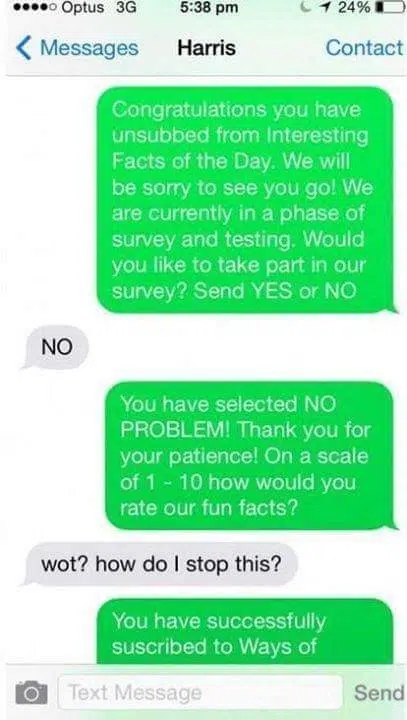 Optus 3G 5:38 pm 24%
Messages Harris Contact
Congratulations you have
unsubbed from Interesting
Facts of the Day. We will
be sorry to see you go! We
are currently in a phase of
survey and testing. Would
you like to take part in our
survey? Send YES or NO
NO
You have selected NO
PROBLEM! Thank you for
your patience! On a scale
of 1 - 10 how would you
rate our fun facts?
wot? how do I stop this?
You have successfully
suscribed to Ways of
Text Message Send